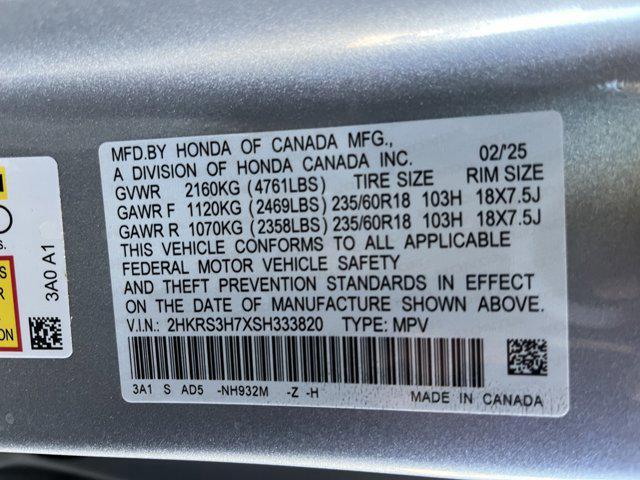 MFD.BY HONDA OF CANADA MFG., 02/'25
A DIVISION OF HONDA CANADA INC.
GVWR 2160KG (4761LBS) TIRE SIZE RIM SIZE
GAWR F 1120KG (2469LBS) 235/60R18 103H 18X7.5J
GAWR R 1070KG (2358LBS) 235/60R18 103H 18X7.5J
THIS VEHICLE CONFORMS TO ALL APPLICABLE
FEDERAL MOTOR VEHICLE SAFETY
AND THEFT PREVENTION STANDARDS IN EFFECT
ON THE DATE OF MANUFACTURE SHOWN ABOVE.
V.I.N.: 2HKRS3H7XSH333820 TYPE: MPV
3A1 S AD5 -NH932M -Z -H MADE IN CANADA
3A0 A1